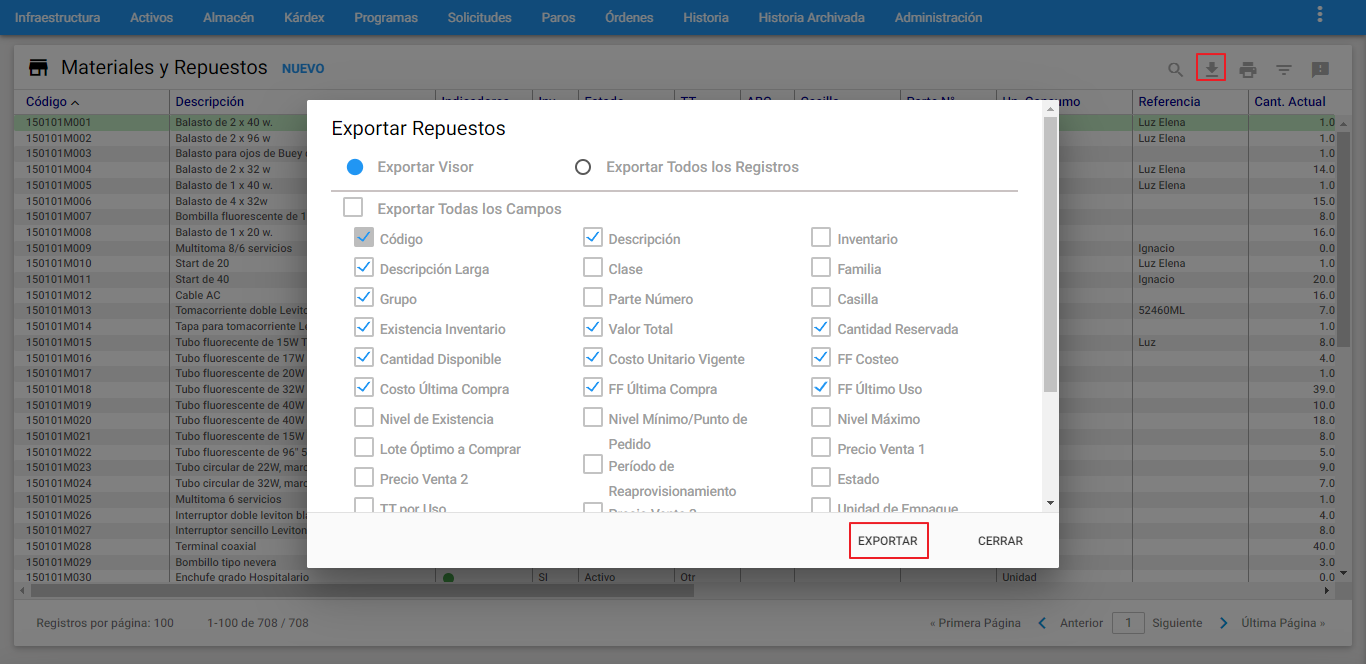 Infraestructura Activos Almacén Kárdex Programas Solicitudes Paros Órdenes Historia Historia Archivada Administración
Materiales y Repuestos NUEVO
Código Descripción Referencia Cant. Actual
150101M001 Balasto de 2 x 40 w. Luz Elena 1.0
150101M002 Balasto de 2 x 96 w Luz Elena 1.0
150101M003 Balasto para ojos de Buey 1.0
150101M004 Balasto de 2 x 32 w Luz Elena 14.0
150101M005 Balasto de 1 x 40 w. Luz Elena 1.0
150101M006 Balasto de 4 x 32w 15.0
150101M007 Bombilla fluorescente de 1 8.0
150101M008 Balasto de 1 x 20 w. 16.0
150101M009 Multitoma 8/6 servicios Ignacio 0.0
150101M010 Start de 20 Luz Elena 1.0
150101M011 Start de 40 Ignacio 20.0
150101M012 Cable AC 16.0
150101M013 Tomacorriente doble Levito 52460ML 7.0
150101M014 Tapa para tomacorriente Le 1.0
150101M015 Tubo fluorecente de 15W T Luz 8.0
150101M016 Tubo fluorescente de 17W 4.0
150101M017 Tubo fluorescente de 20W 1.0
150101M018 Tubo fluorescente de 32W 39.0
150101M019 Tubo fluorescente de 40W 10.0
150101M020 Tubo fluorescente de 40W 18.0
150101M021 Tubo fluorescente de 15W 8.0
150101M022 Tubo fluorescente de 96" 5 5.0
150101M023 Tubo circular de 22W, marc 9.0
150101M024 Tubo circular de 32W, marc 7.0
150101M025 Multitoma 6 servicios 1.0
150101M026 Interruptor doble leviton bla 4.0
150101M027 Interruptor sencillo Leviton 8.0
150101M028 Terminal coaxial 40.0
150101M029 Bombillo tipo nevera 3.0
150101M030 Enchufe grado Hospitalario SI Activo Otr Unidad 0.0
Registros por página: 100 1-100 de 708 / 708 « Primera Página Anterior 1 Siguiente Última Página »
Exportar Repuestos
Exportar Visor Exportar Todos los Registros
Exportar Todas los Campos
Código Descripción Inventario
Descripción Larga Clase Familia
Grupo Parte Número Casilla
Existencia Inventario Valor Total Cantidad Reservada
Cantidad Disponible Costo Unitario Vigente FF Costeo
Costo Última Compra FF Última Compra FF Último Uso
Nivel de Existencia Nivel Mínimo/Punto de Pedido Nivel Máximo
Lote Óptimo a Comprar Período de Reaprovisionamiento Precio Venta 1
Precio Venta 2 Estado
TT por Uso Unidad de Empaque
EXPORTAR CERRAR